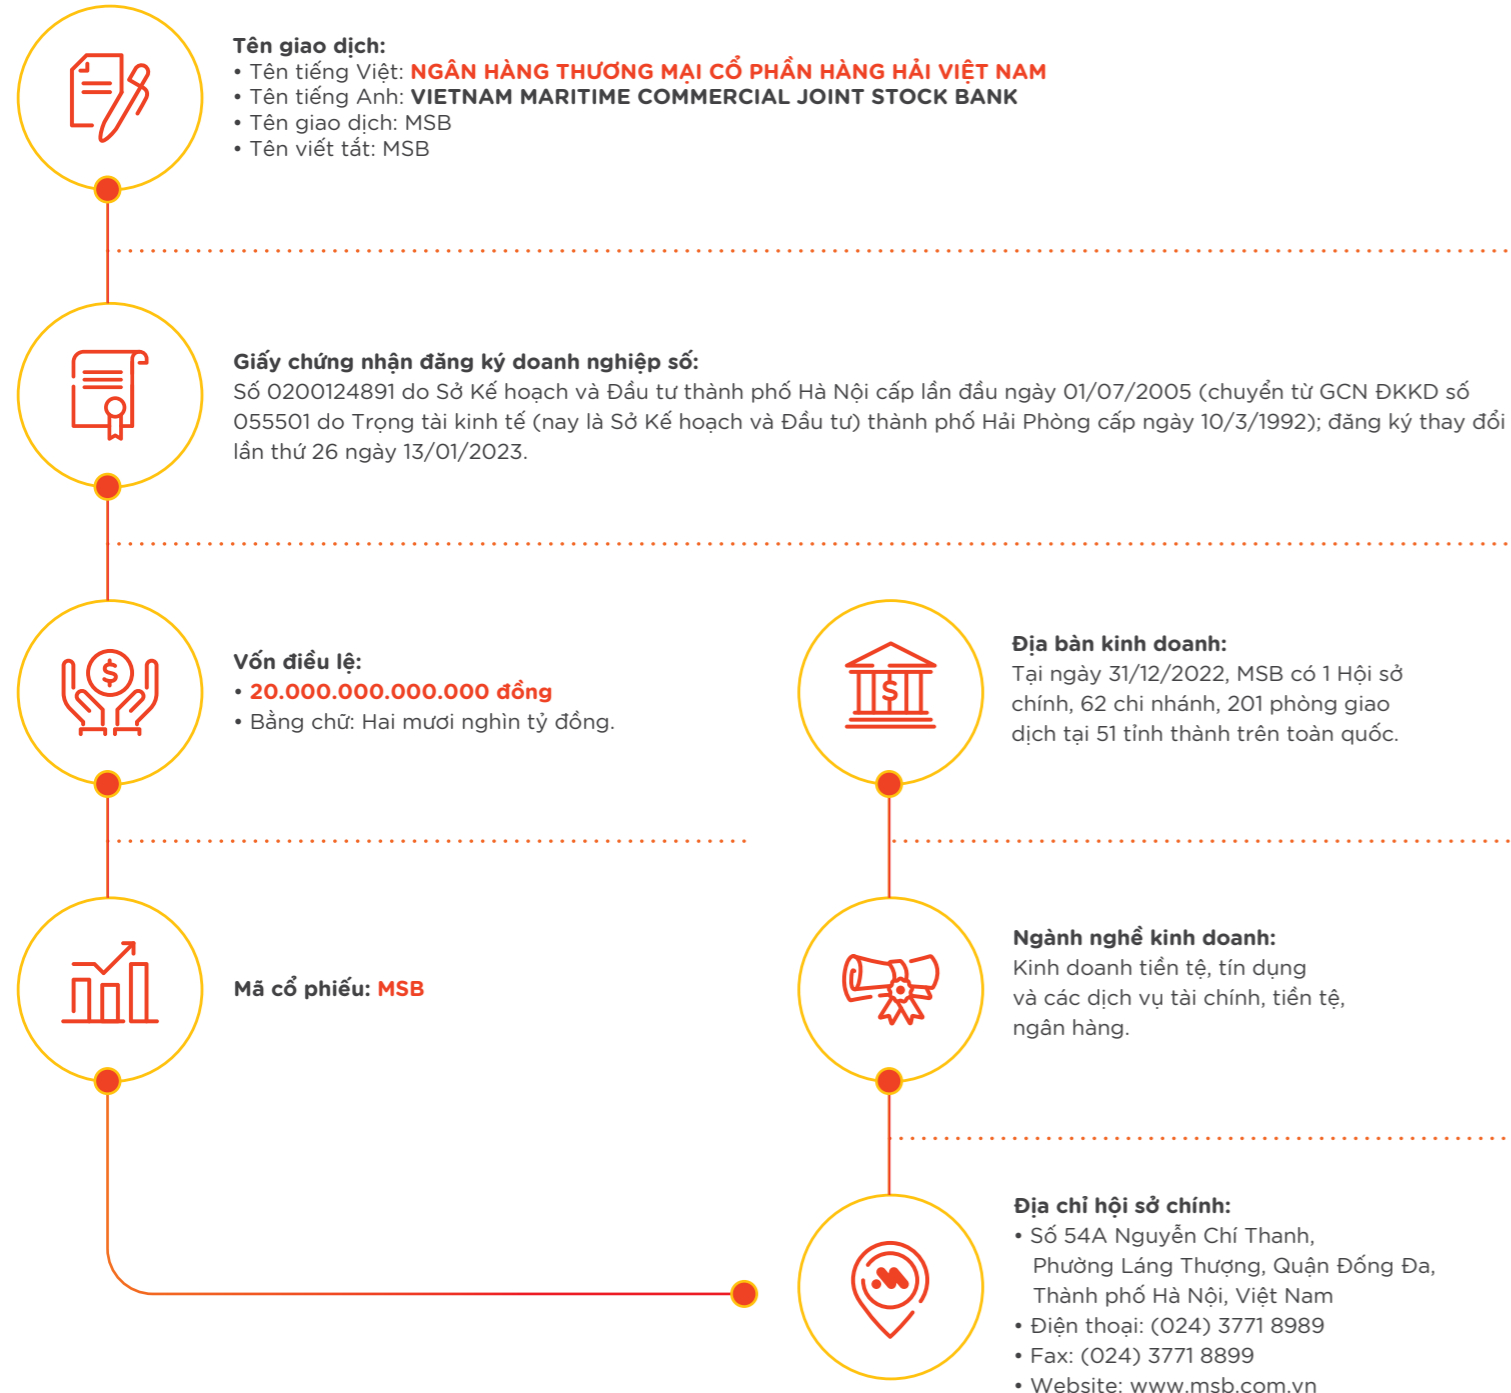 Tên giao dịch:
• Tên tiếng Việt: NGÂN HÀNG THƯƠNG MẠI CỔ PHẦN HÀNG HẢI VIỆT NAM
• Tên tiếng Anh: VIETNAM MARITIME COMMERCIAL JOINT STOCK BANK
• Tên giao dịch: MSB
• Tên viết tắt: MSB
Giấy chứng nhận đăng ký doanh nghiệp số:
Số 0200124891 do Sở Kế hoạch và Đầu tư thành phố Hà Nội cấp lần đầu ngày 01/07/2005 (chuyển từ GCN ĐKKD số
055501 do Trọng tài kinh tế (nay là Sở Kế hoạch và Đầu tư) thành phố Hải Phòng cấp ngày 10/3/1992); đăng ký thay đổi
lần thứ 26 ngày 13/01/2023.
Vốn điều lệ:
• 20.000.000.000.000 đồng
• Bằng chữ: Hai mươi nghìn tỷ đồng.
Mã cổ phiếu: MSB
Địa bàn kinh doanh:
Tại ngày 31/12/2022, MSB có 1 Hội sở
chính, 62 chi nhánh, 201 phòng giao
dịch tại 51 tỉnh thành trên toàn quốc.
Ngành nghề kinh doanh:
Kinh doanh tiền tệ, tín dụng
và các dịch vụ tài chính, tiền tệ,
ngân hàng.
Địa chỉ hội sở chính:
• Số 54A Nguyễn Chí Thanh,
Phường Láng Thượng, Quận Đống Đa,
Thành phố Hà Nội, Việt Nam
• Điện thoại: (024) 3771 8989
• Fax: (024) 3771 8899
• Website: www.msb.com.vn